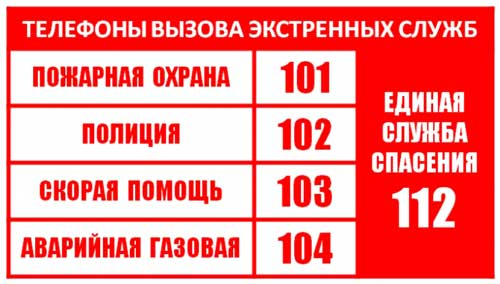 ТЕЛЕФОНЫ ВЫЗОВА ЭКСТРЕННЫХ СЛУЖБ
ПОЖАРНАЯ ОХРАНА 101
ПОЛИЦИЯ 102
СКОРАЯ ПОМОЩЬ 103
АВАРИЙНАЯ ГАЗОВАЯ 104
ЕДИНАЯ
СЛУЖБА
СПАСЕНИЯ
112